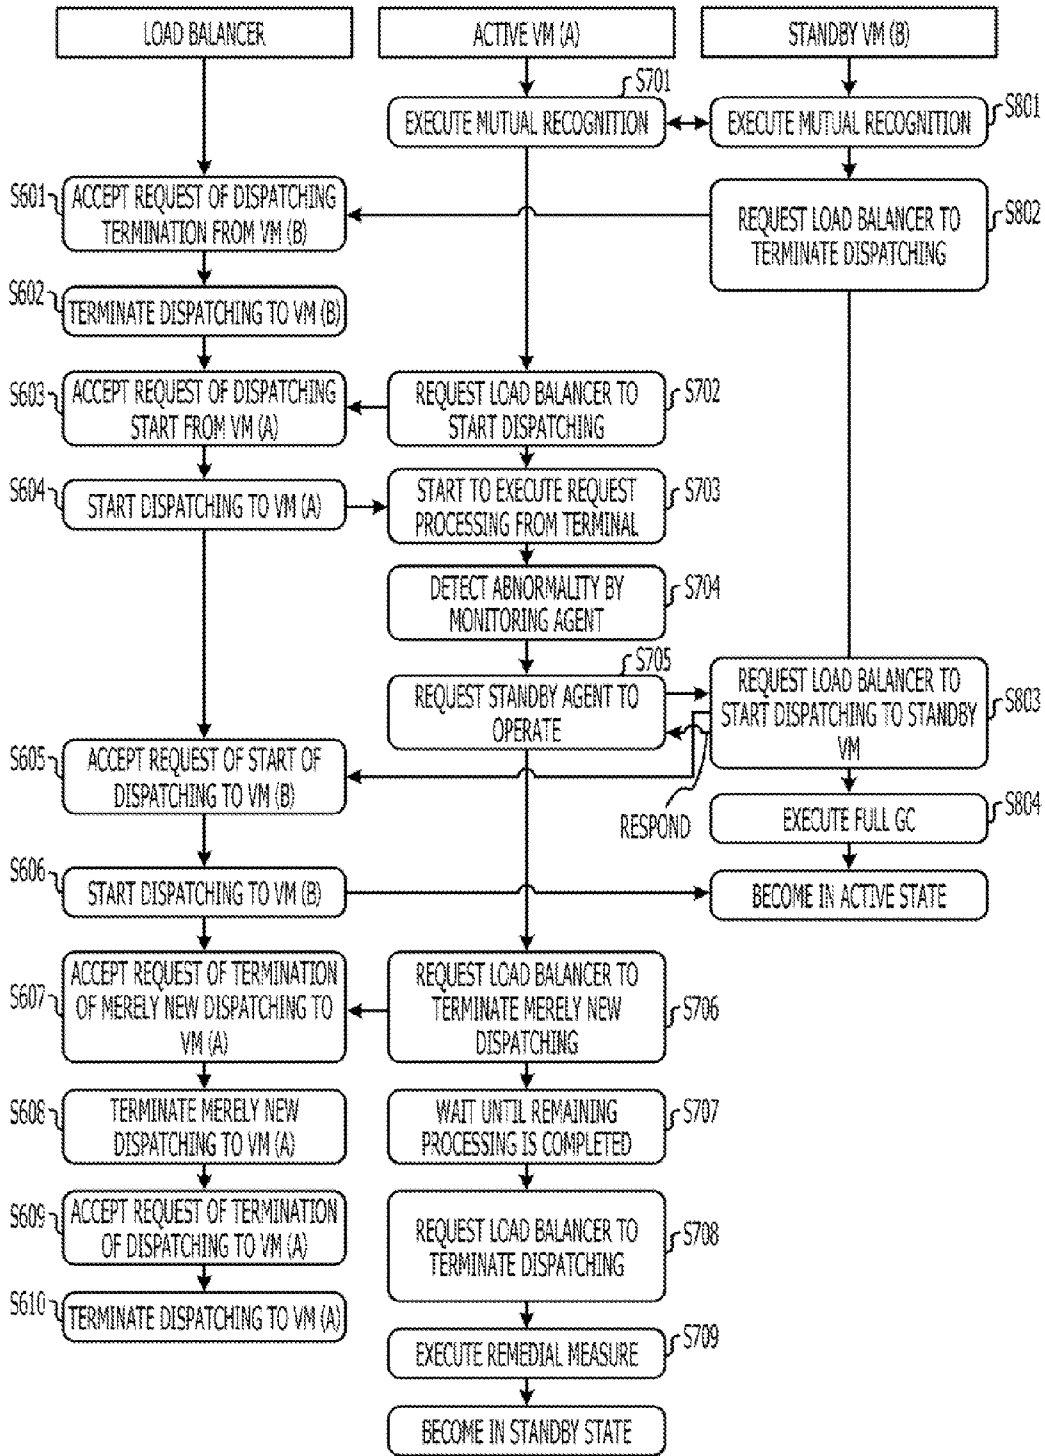 LOAD BALANCER
ACTIVE VM (A)
STANDBY VM (B)
S701
EXECUTE MUTUAL RECOGNITION
S801
EXECUTE MUTUAL RECOGNITION
S601
ACCEPT REQUEST OF DISPATCHING
TERMINATION FROM VM (B)
S802
REQUEST LOAD BALANCER TO
TERMINATE DISPATCHING
S602
TERMINATE DISPATCHING TO VM (B)
S603
ACCEPT REQUEST OF DISPATCHING
START FROM VM (A)
S702
REQUEST LOAD BALANCER TO
START DISPATCHING
S604
START DISPATCHING TO VM (A)
S703
START TO EXECUTE REQUEST
PROCESSING FROM TERMINAL
S704
DETECT ABNORMALITY BY
MONITORING AGENT
S705
REQUEST STANDBY AGENT TO
OPERATE
S803
REQUEST LOAD BALANCER TO
START DISPATCHING TO STANDBY
VM
S605
ACCEPT REQUEST OF START OF
DISPATCHING TO VM (B)
RESPOND
S804
EXECUTE FULL GC
S606
START DISPATCHING TO VM (B)
BECOME IN ACTIVE STATE
S607
ACCEPT REQUEST OF TERMINATION
OF MERELY NEW DISPATCHING TO
VM (A)
S706
REQUEST LOAD BALANCER TO
TERMINATE MERELY NEW
DISPATCHING
S608
TERMINATE MERELY NEW
DISPATCHING TO VM (A)
S707
WAIT UNTIL REMAINING
PROCESSING IS COMPLETED
S609
ACCEPT REQUEST OF TERMINATION
OF DISPATCHING TO VM (A)
S708
REQUEST LOAD BALANCER TO
TERMINATE DISPATCHING
S610
TERMINATE DISPATCHING TO VM (A)
S709
EXECUTE REMEDIAL MEASURE
BECOME IN STANDBY STATE